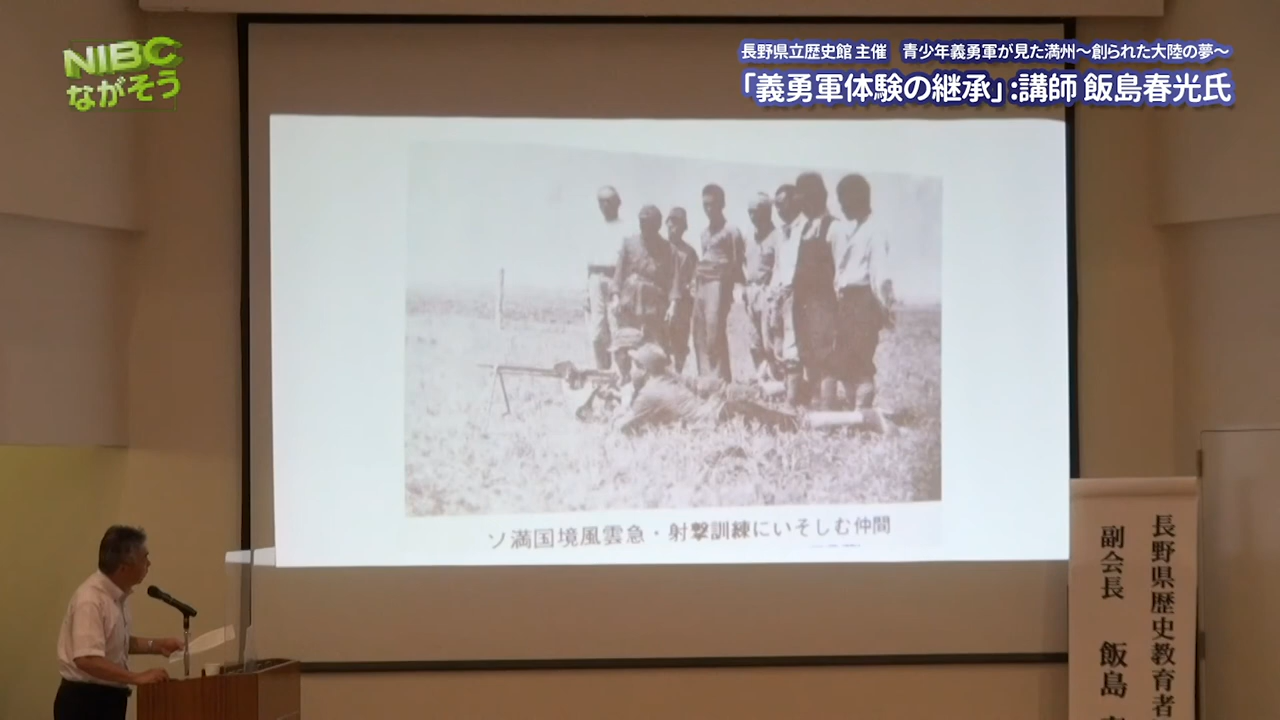 NIBC
ながそう
長野県立歴史館 主催　青少年義勇軍が見た満州～創られた大陸の夢～
「義勇軍体験の継承」:講師 飯島春光氏
ソ満国境風雲急・射撃訓練にいそしむ仲間
長野県歴史教育者
副会長　飯島